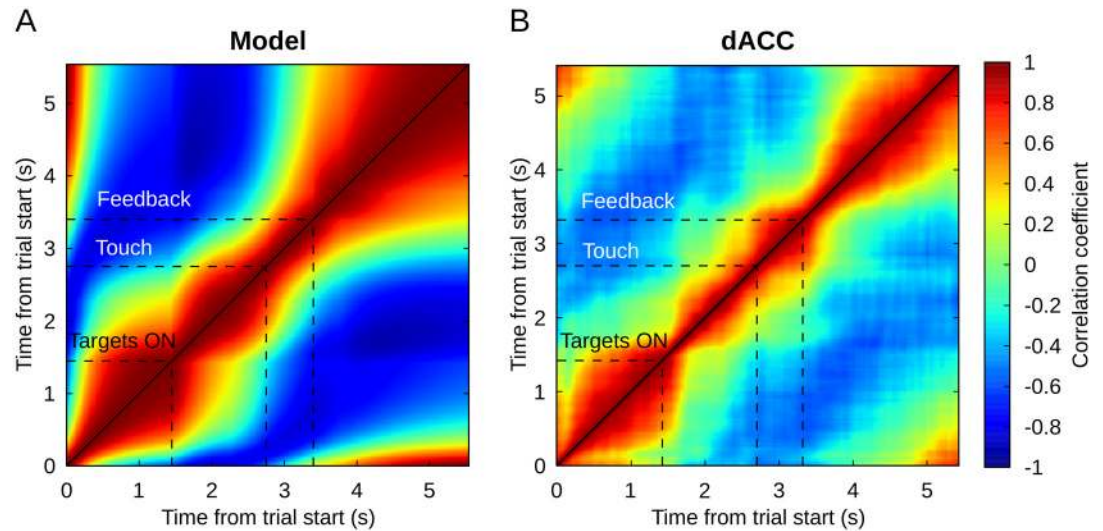 A
Model
Time from trial start (s)
5
4
3
2
1
0
Feedback
Touch
Targets ON
0 1 2 3 4 5
Time from trial start (s)
B
dACC
Time from trial start (s)
5
4
3
2
1
0
Feedback
Touch
Targets ON
0 1 2 3 4 5
Time from trial start (s)
1
0.8
0.6
0.4
0.2
0
-0.2
-0.4
-0.6
-0.8
-1
Correlation coefficient